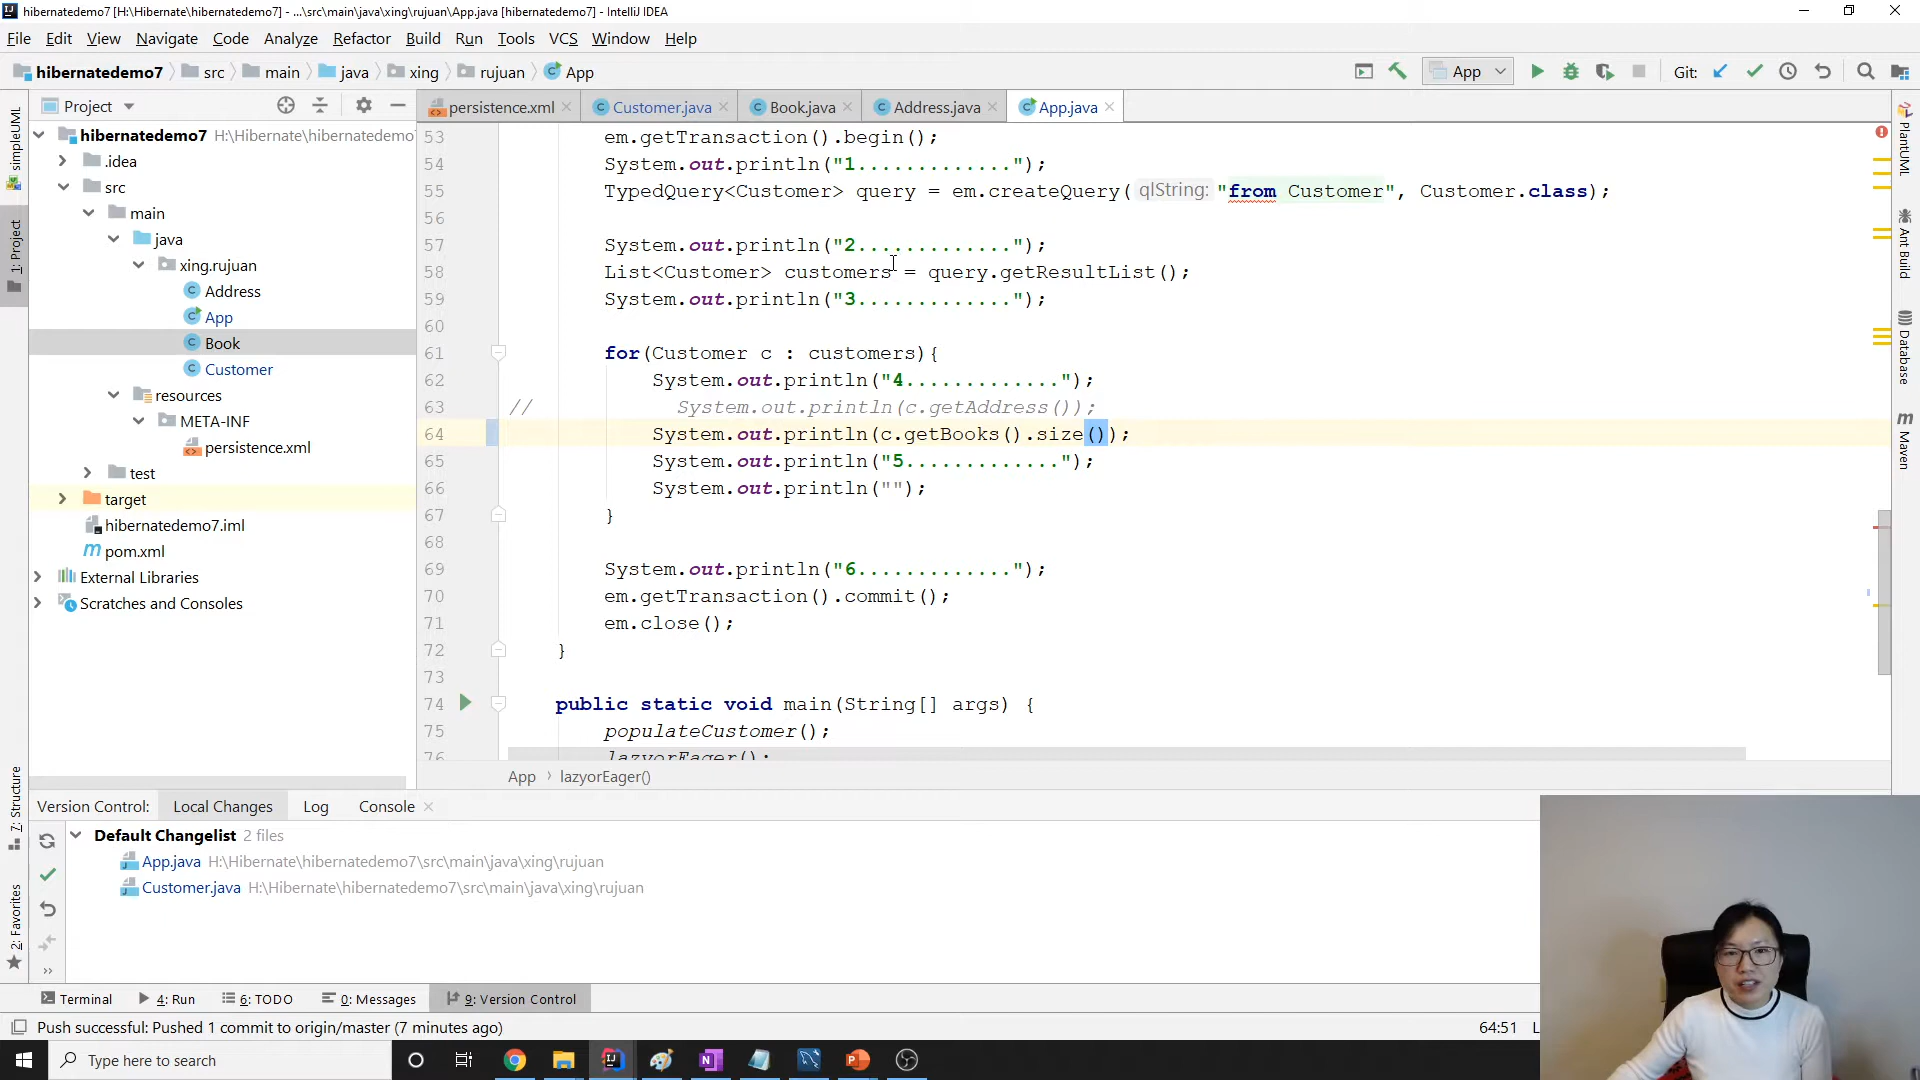 hibernatedemo7 [H:\Hibernate\hibernatedemo7] - ...\src\main\java\xing\rujuan\App.java [hibernatedemo7] - IntelliJ IDEA
File Edit View Navigate Code Analyze Refactor Build Run Tools VCS Window Help
hibernatedemo7 src main java xing rujuan App
App Git:
Project
persistence.xml Customer.java Book.java Address.java App.java
hibernatedemo7 H:\Hibernate\hibernatedemo
.idea
src
main
java
xing.rujuan
Address
App
Book
Customer
resources
META-INF
persistence.xml
test
target
hibernatedemo7.iml
pom.xml
External Libraries
Scratches and Consoles
53 em.getTransaction().begin();
54 System.out.println("1.............");
55 TypedQuery<Customer> query = em.createQuery( qlString: "from Customer", Customer.class);
56
57 System.out.println("2.............");
58 List<Customer> customers = query.getResultList();
59 System.out.println("3.............");
60
61 for(Customer c : customers){
62 System.out.println("4.............");
63 // System.out.println(c.getAddress());
64 System.out.println(c.getBooks().size());
65 System.out.println("5.............");
66 System.out.println("");
67 }
68
69 System.out.println("6.............");
70 em.getTransaction().commit();
71 em.close();
72 }
73
74 public static void main(String[] args) {
75 populateCustomer();
76 lazyorEager();
App › lazyorEager()
simpleUML
1: Project
7: Structure
2: Favorites
PlantUML
Ant Build
Database
Maven
Version Control: Local Changes Log Console
Default Changelist 2 files
App.java H:\Hibernate\hibernatedemo7\src\main\java\xing\rujuan
Customer.java H:\Hibernate\hibernatedemo7\src\main\java\xing\rujuan
Terminal 4: Run 6: TODO 0: Messages 9: Version Control
Push successful: Pushed 1 commit to origin/master (7 minutes ago) 64:51
Type here to search